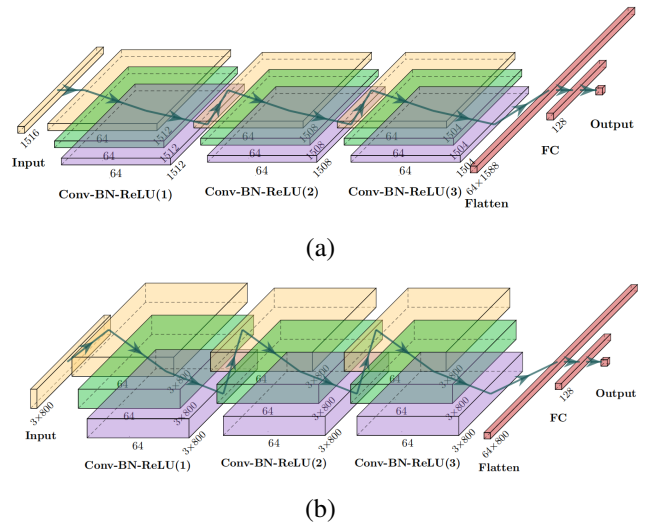 1516
Input
64
1512
64
1512
64
1512
Conv-BN-ReLU(1)
64
1508
64
1508
64
1508
Conv-BN-ReLU(2)
64
1504
64
1504
64
1504
Conv-BN-ReLU(3)
64×1588
Flatten
128
FC
Output
(a)
3×800
Input
64
3×800
64
3×800
64
3×800
Conv-BN-ReLU(1)
64
3×800
64
3×800
64
3×800
Conv-BN-ReLU(2)
64
3×800
64
3×800
64
3×800
Conv-BN-ReLU(3)
64×800
Flatten
128
FC
Output
(b)